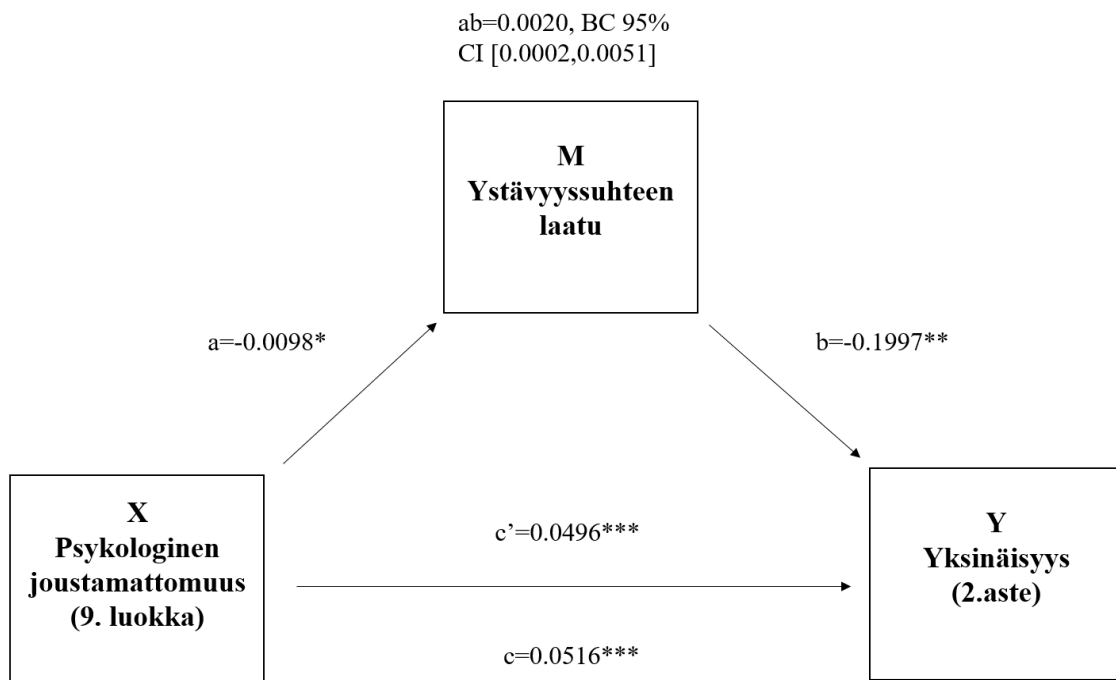 ab=0.0020, BC 95%
CI [0.0002,0.0051]
M
Ystävyyssuhteen
laatu
a=-0.0098*
b=-0.1997**
X
Psykologinen
joustamattomuus
(9. luokka)
c’=0.0496***
c=0.0516***
Y
Yksinäisyys
(2.aste)